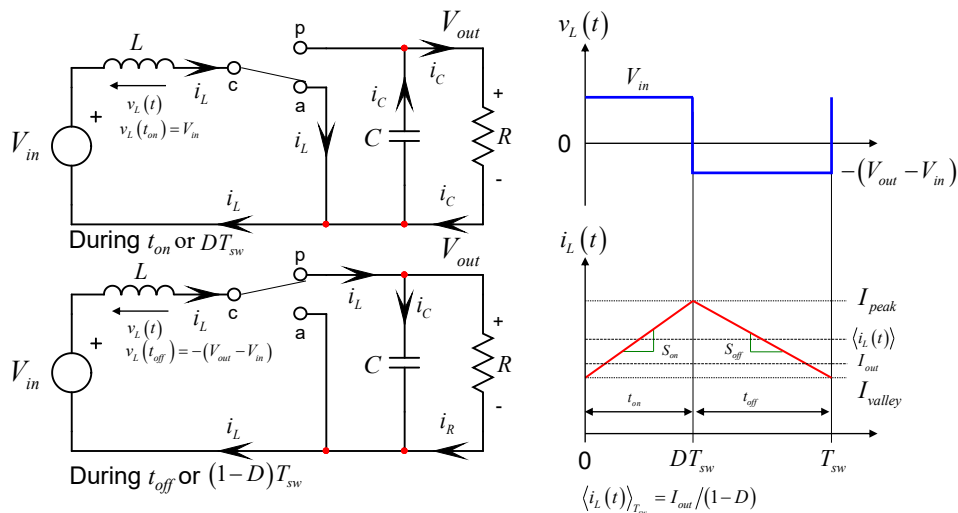 L
p
V_out
i_L
c
a
i_C
v_L(t)
v_L(t_on) = V_in
+
V_in
i_L
C
i_C
+
R
-
i_L
i_C
During t_on or DT_sw
L
p
V_out
i_L
c
i_L
a
i_C
v_L(t)
v_L(t_off) = -(V_out - V_in)
+
V_in
C
+
R
-
i_L
i_R
During t_off or (1-D)T_sw
v_L(t)
V_in
0
-(V_out - V_in)
i_L(t)
I_peak
⟨i_L(t)⟩
S_on
S_off
I_out
I_valley
t_on
t_off
0
DT_sw
T_sw
⟨i_L(t)⟩_T_sw = I_out/(1-D)